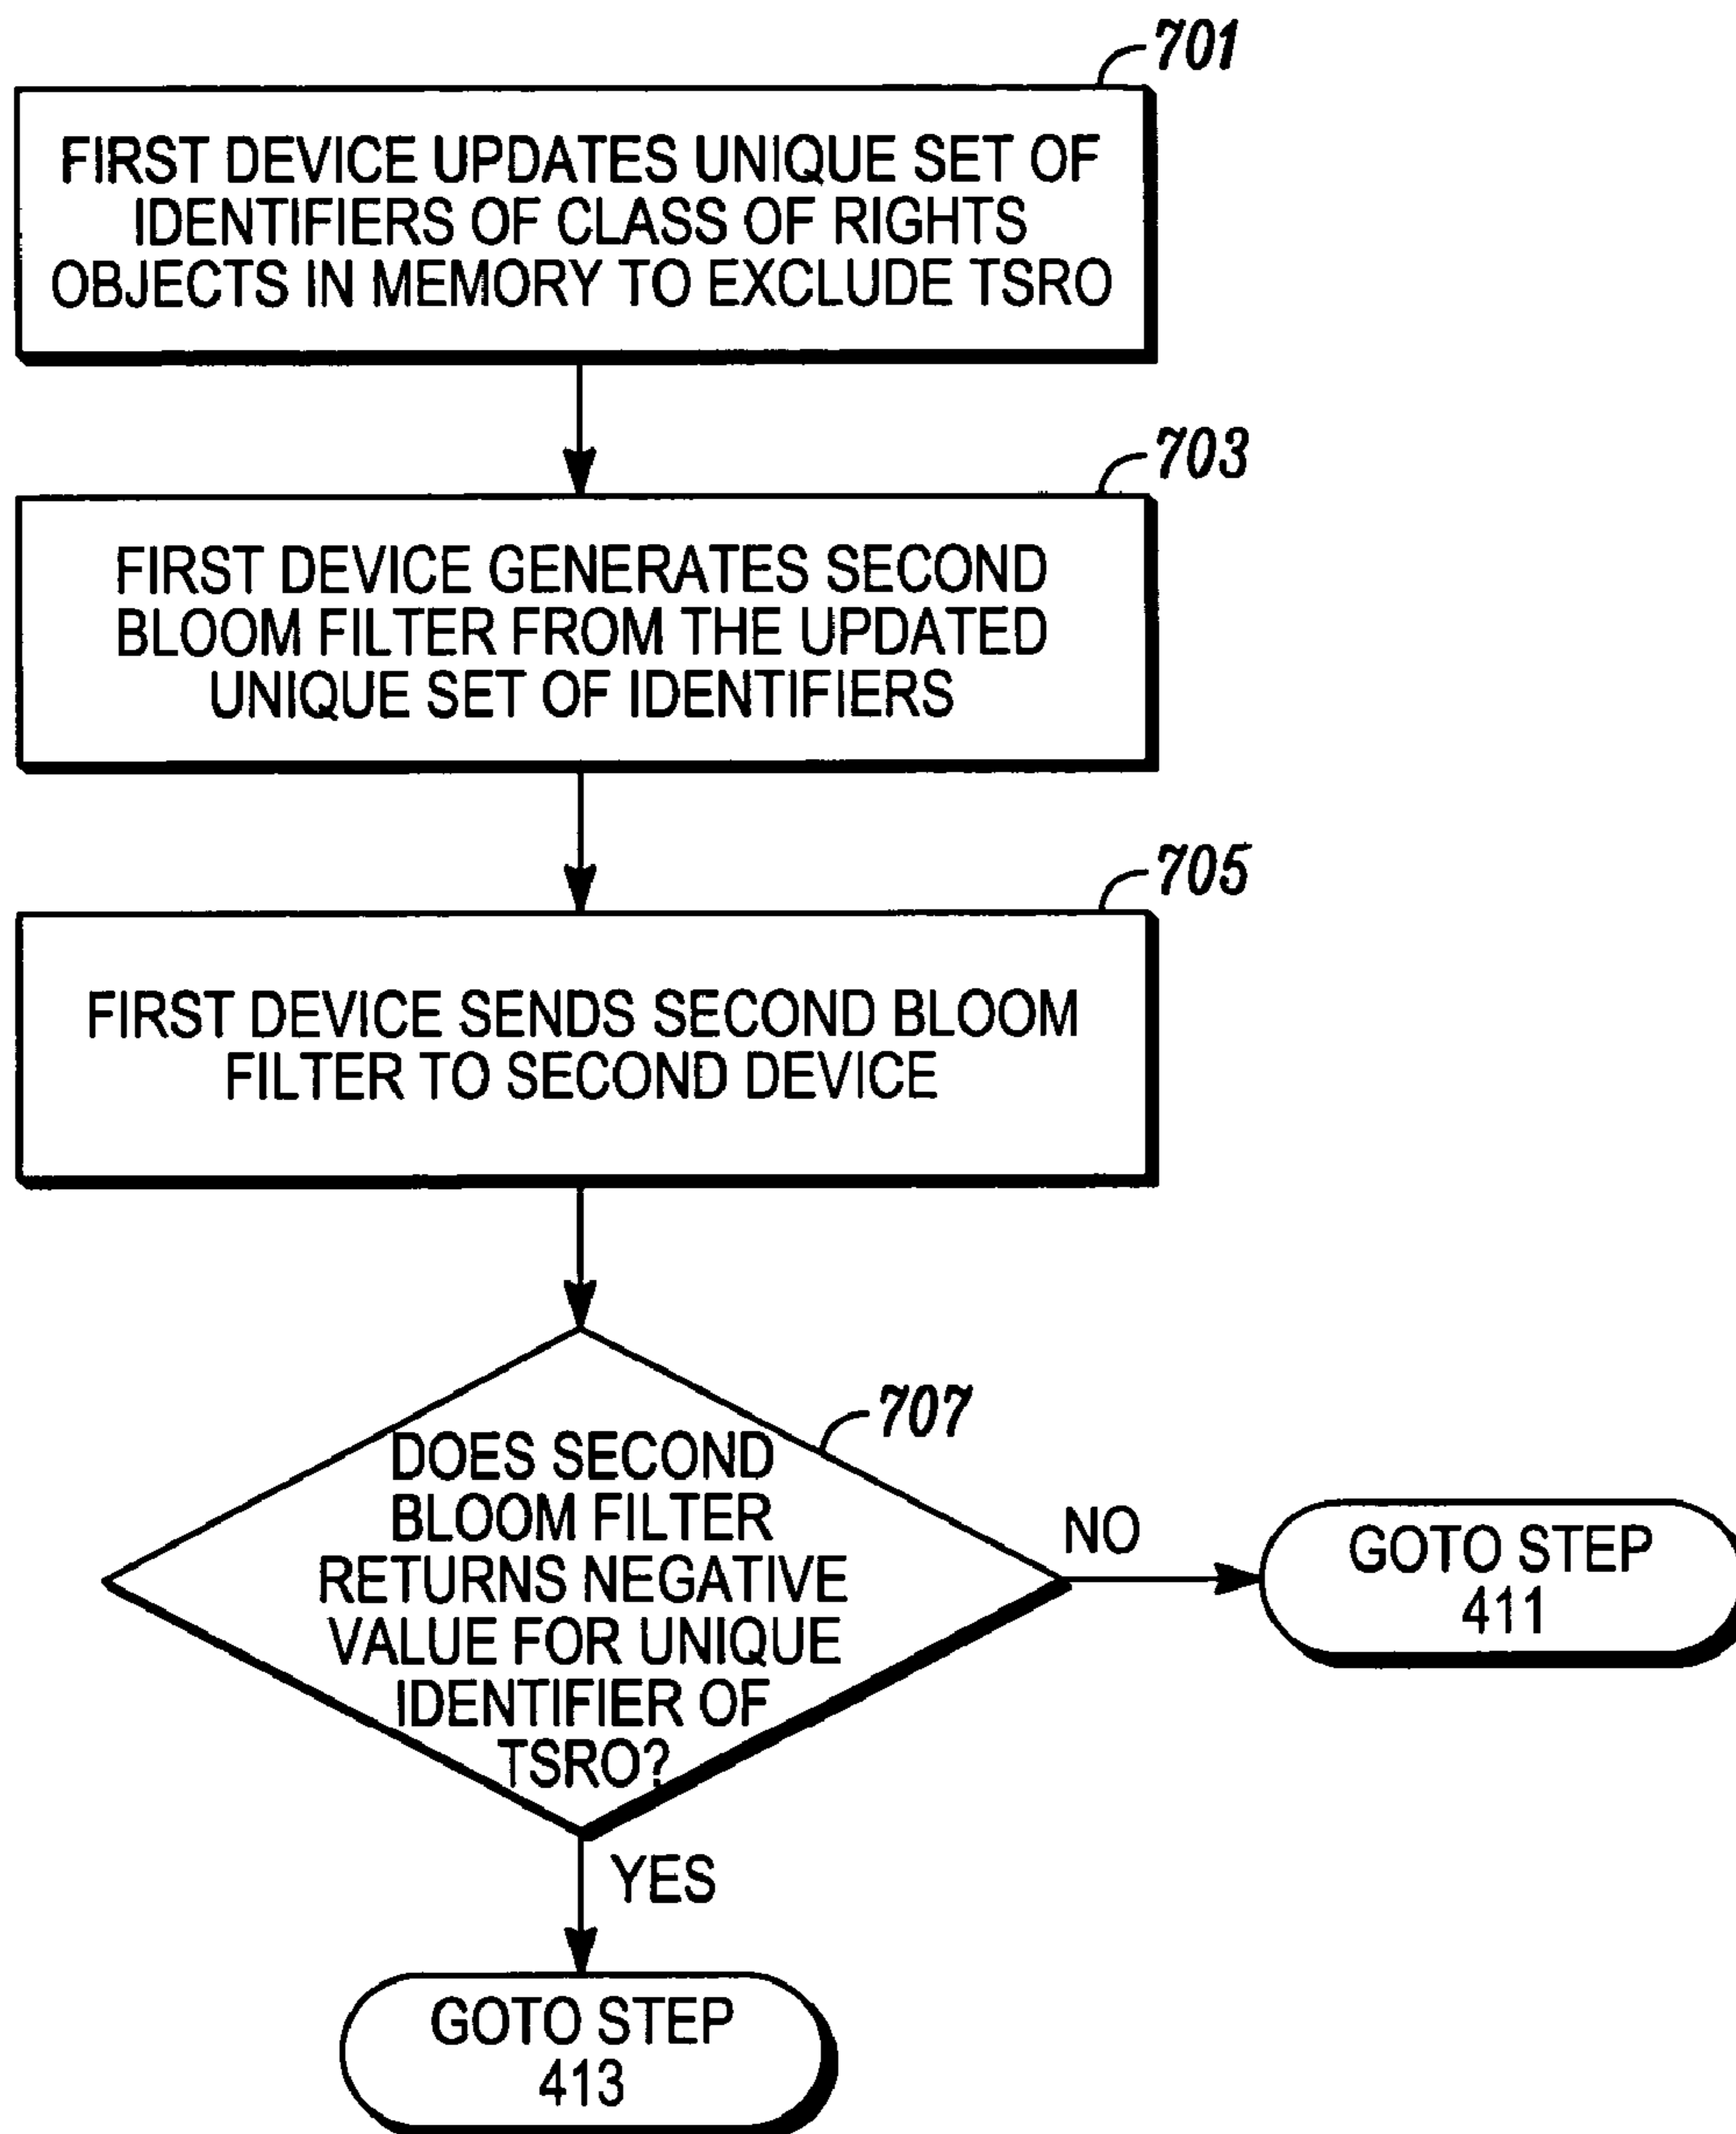 701
FIRST DEVICE UPDATES UNIQUE SET OF
IDENTIFIERS OF CLASS OF RIGHTS
OBJECTS IN MEMORY TO EXCLUDE TSRO
703
FIRST DEVICE GENERATES SECOND
BLOOM FILTER FROM THE UPDATED
UNIQUE SET OF IDENTIFIERS
705
FIRST DEVICE SENDS SECOND BLOOM
FILTER TO SECOND DEVICE
707
DOES SECOND
BLOOM FILTER
RETURNS NEGATIVE
VALUE FOR UNIQUE
IDENTIFIER OF
TSRO?
NO
GOTO STEP
411
YES
GOTO STEP
413